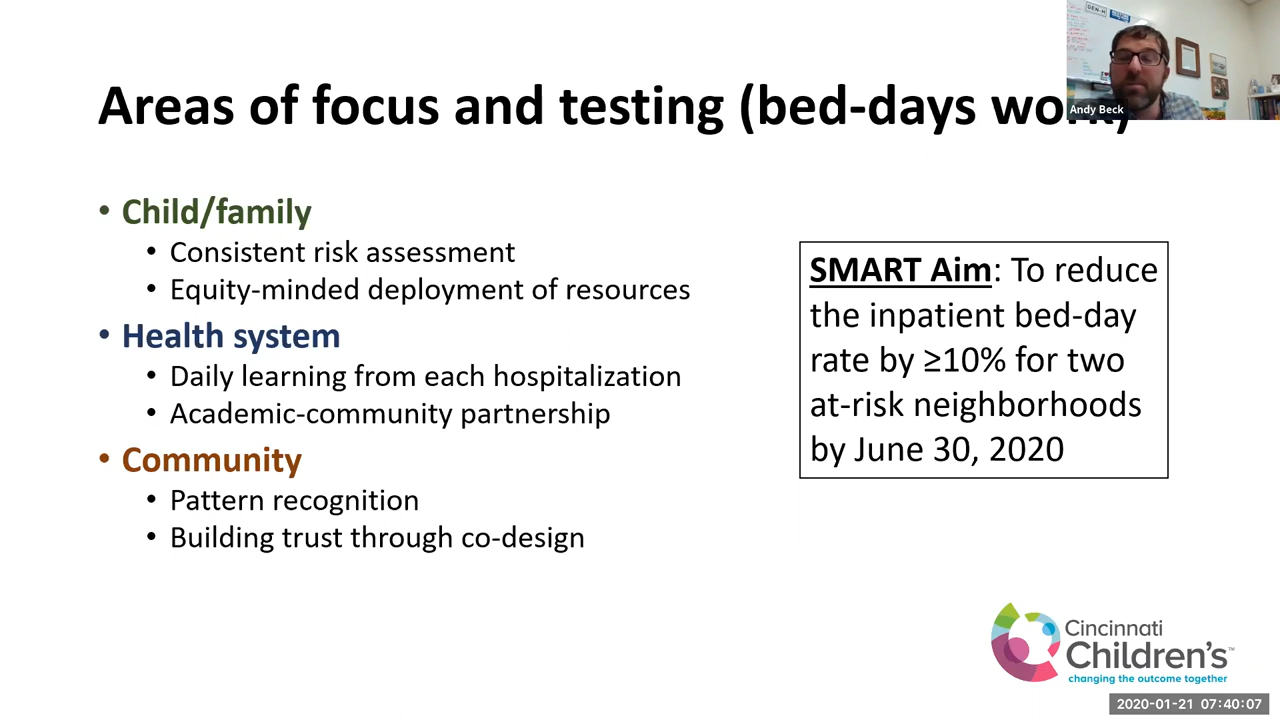 Areas of focus and testing (bed-days work)
Andy Beck
• Child/family
• Consistent risk assessment
• Equity-minded deployment of resources
• Health system
• Daily learning from each hospitalization
• Academic-community partnership
• Community
• Pattern recognition
• Building trust through co-design
SMART Aim: To reduce
the inpatient bed-day
rate by ≥10% for two
at-risk neighborhoods
by June 30, 2020
Cincinnati
Children's™
changing the outcome together
2020-01-21 07:40:07